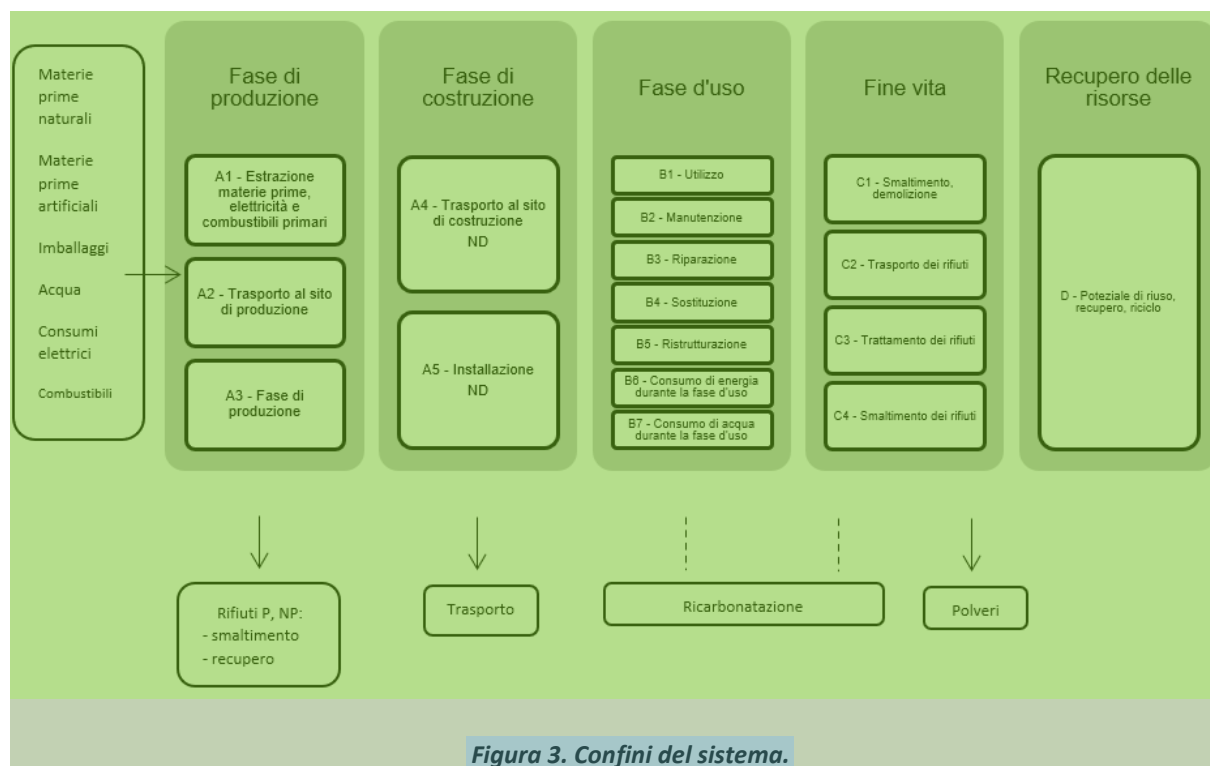 Materie
prime
naturali
Materie
prime
artificiali
Imballaggi
Acqua
Consumi
elettrici
Combustibili
Fase di
produzione
A1 - Estrazione
materie prime,
elettricità e
combustibili primari
A2 - Trasporto al sito
di produzione
A3 - Fase di
produzione
Fase di
costruzione
A4 - Trasporto al sito
di costruzione
ND
A5 - Installazione
ND
Fase d'uso
B1 - Utilizzo
B2 - Manutenzione
B3 - Riparazione
B4 - Sostituzione
B5 - Ristrutturazione
B6 - Consumo di energia
durante la fase d'uso
B7 - Consumo di acqua
durante la fase d'uso
Fine vita
C1 - Smaltimento,
demolizione
C2 - Trasporto dei rifiuti
C3 - Trattamento dei rifiuti
C4 - Smaltimento dei rifiuti
Recupero delle
risorse
D - Poteziale di riuso,
recupero, riciclo
Rifiuti P, NP:
- smaltimento
- recupero
Trasporto
Ricarbonatazione
Polveri
Figura 3. Confini del sistema.